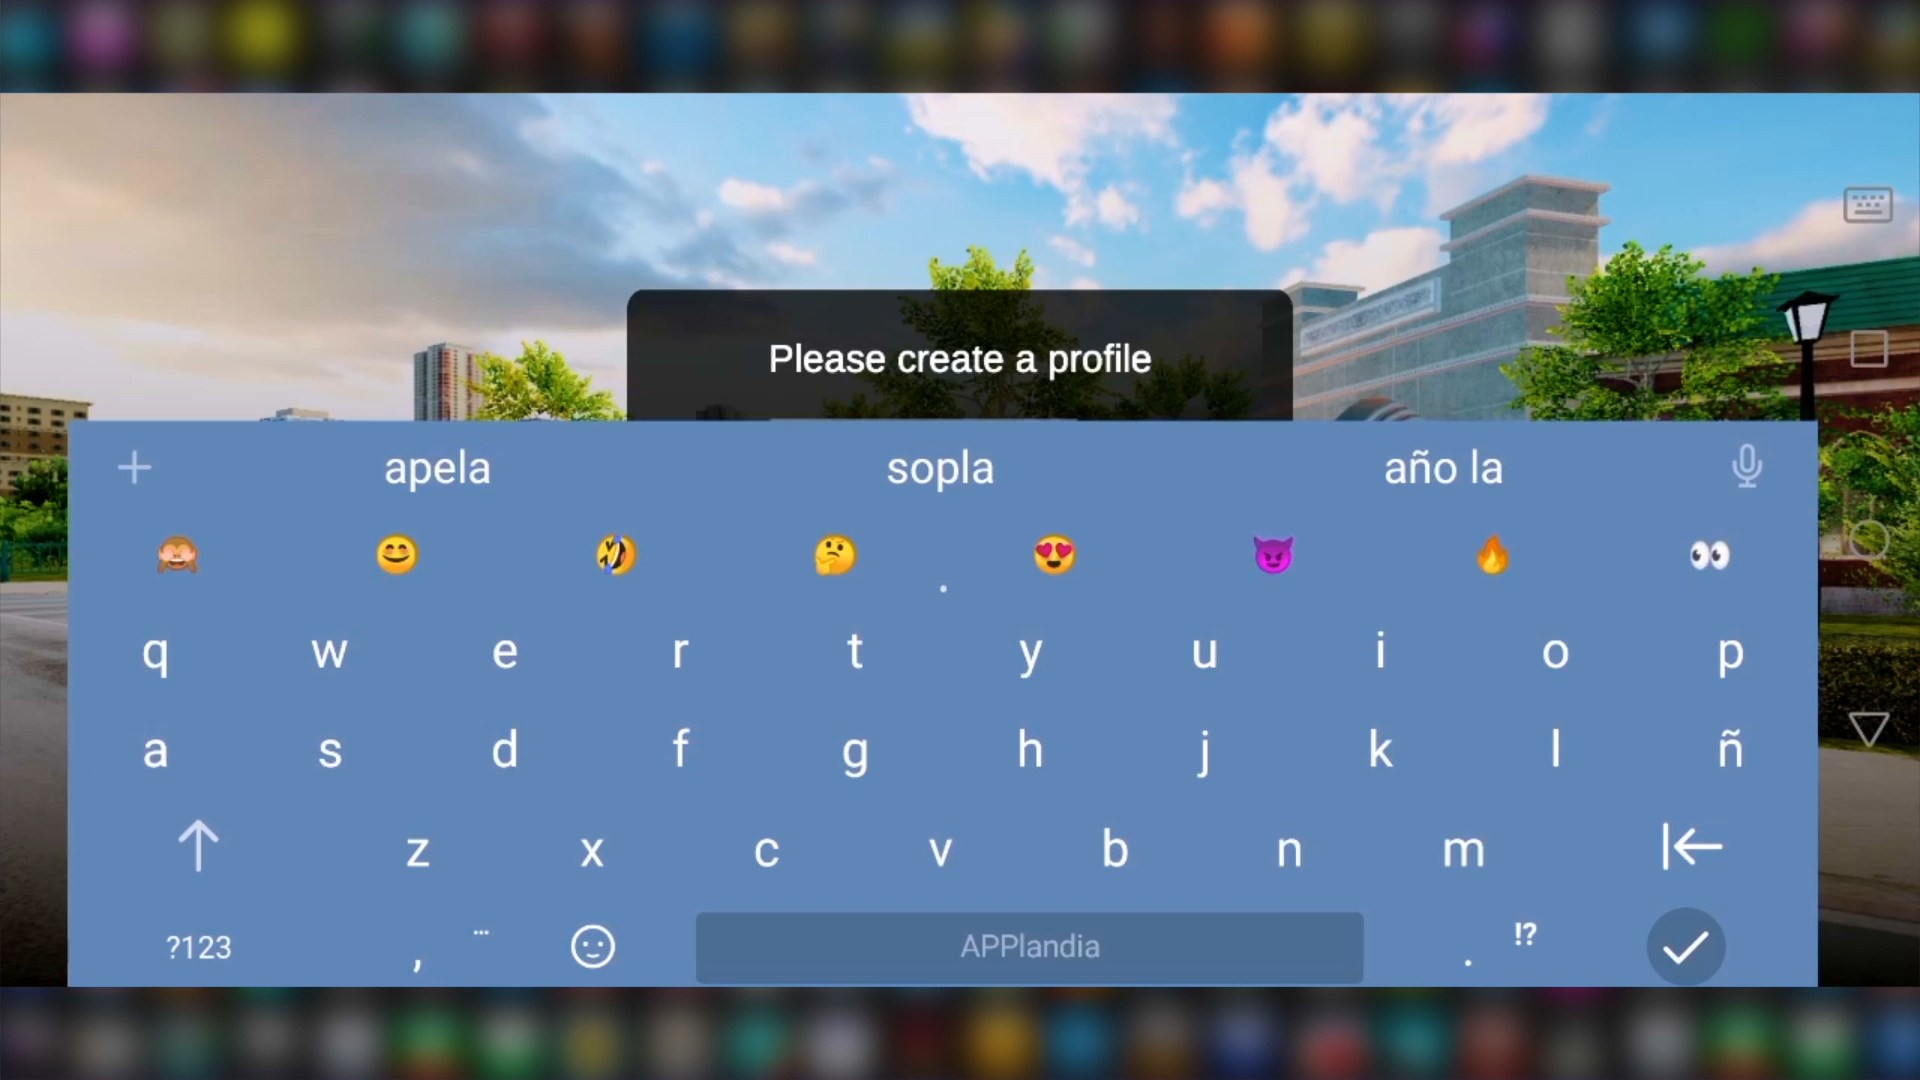 Please create a profile
apela sopla año la
q w e r t y u i o p
a s d f g h j k l ñ
z x c v b n m
?123 , ... APPlandia . !?